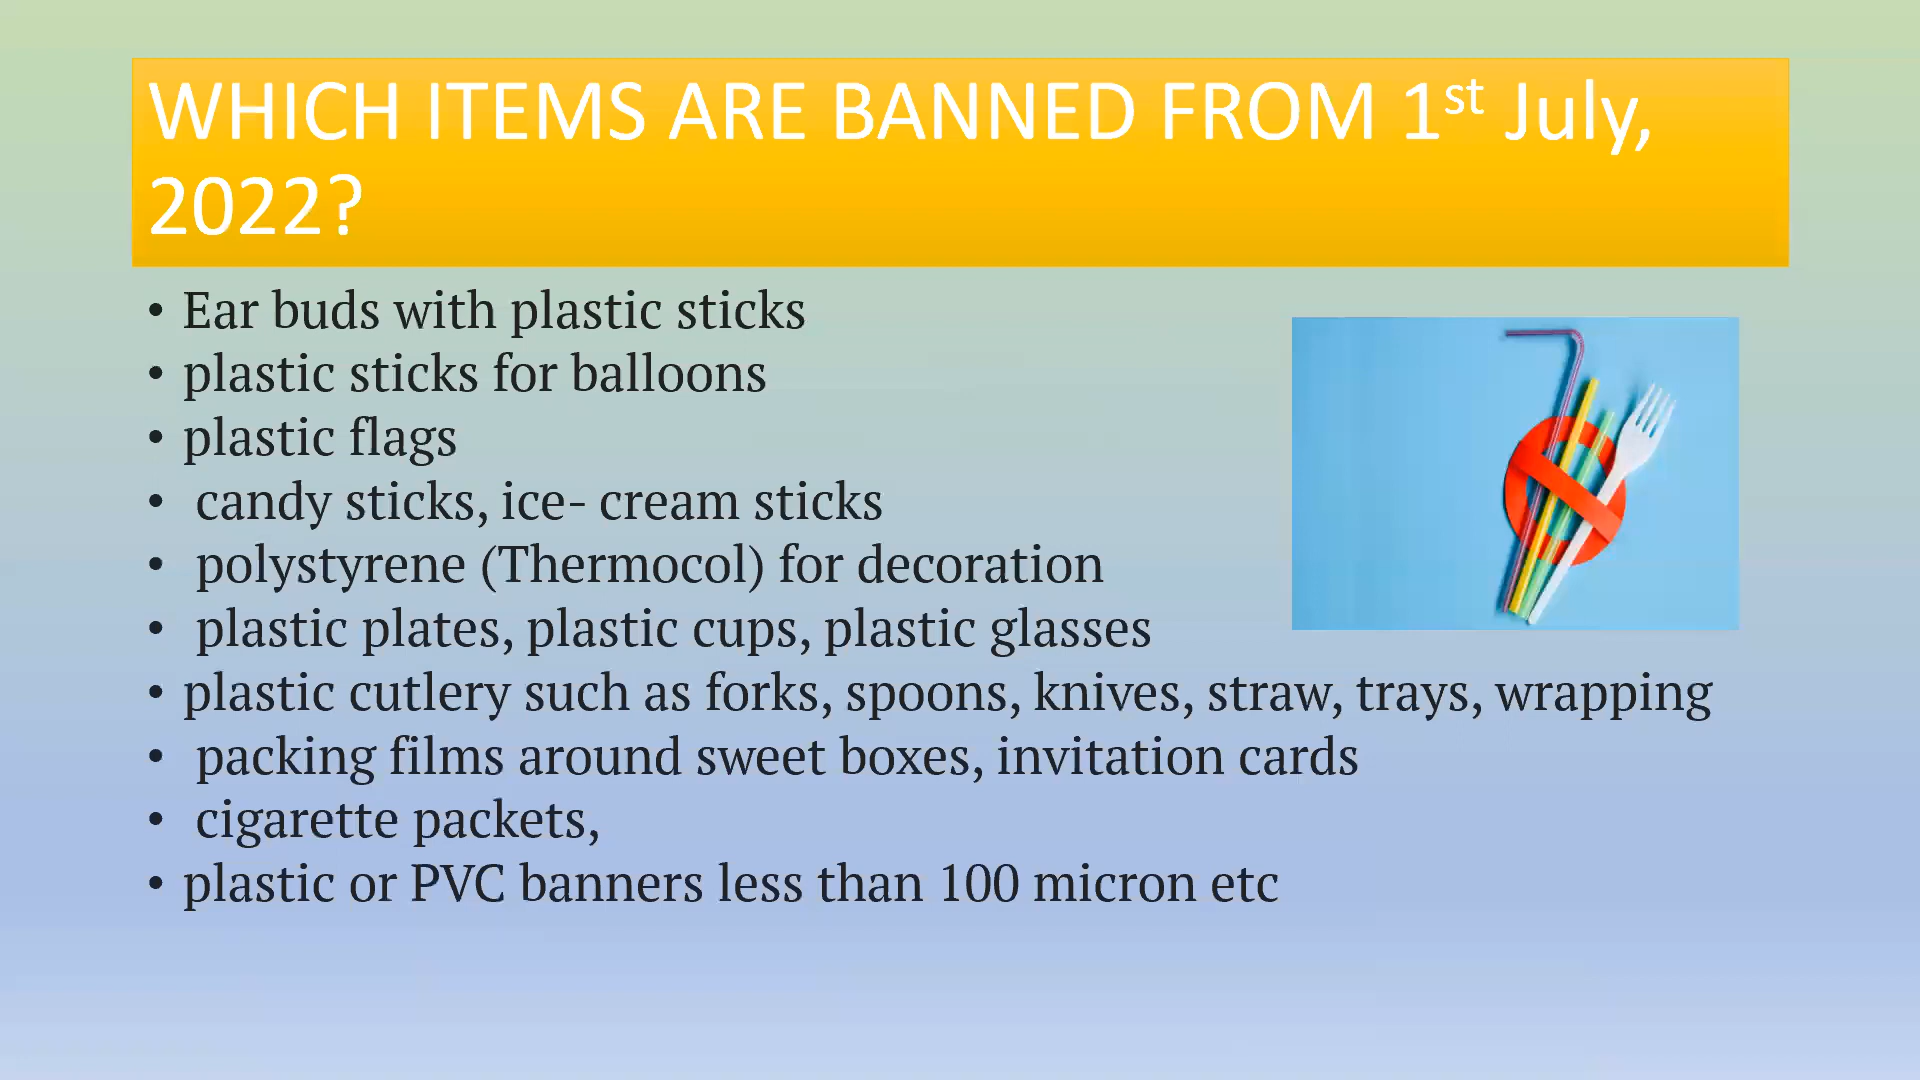 WHICH ITEMS ARE BANNED FROM 1st July,
2022?
• Ear buds with plastic sticks
• plastic sticks for balloons
• plastic flags
• candy sticks, ice- cream sticks
• polystyrene (Thermocol) for decoration
• plastic plates, plastic cups, plastic glasses
• plastic cutlery such as forks, spoons, knives, straw, trays, wrapping
• packing films around sweet boxes, invitation cards
• cigarette packets,
• plastic or PVC banners less than 100 micron etc